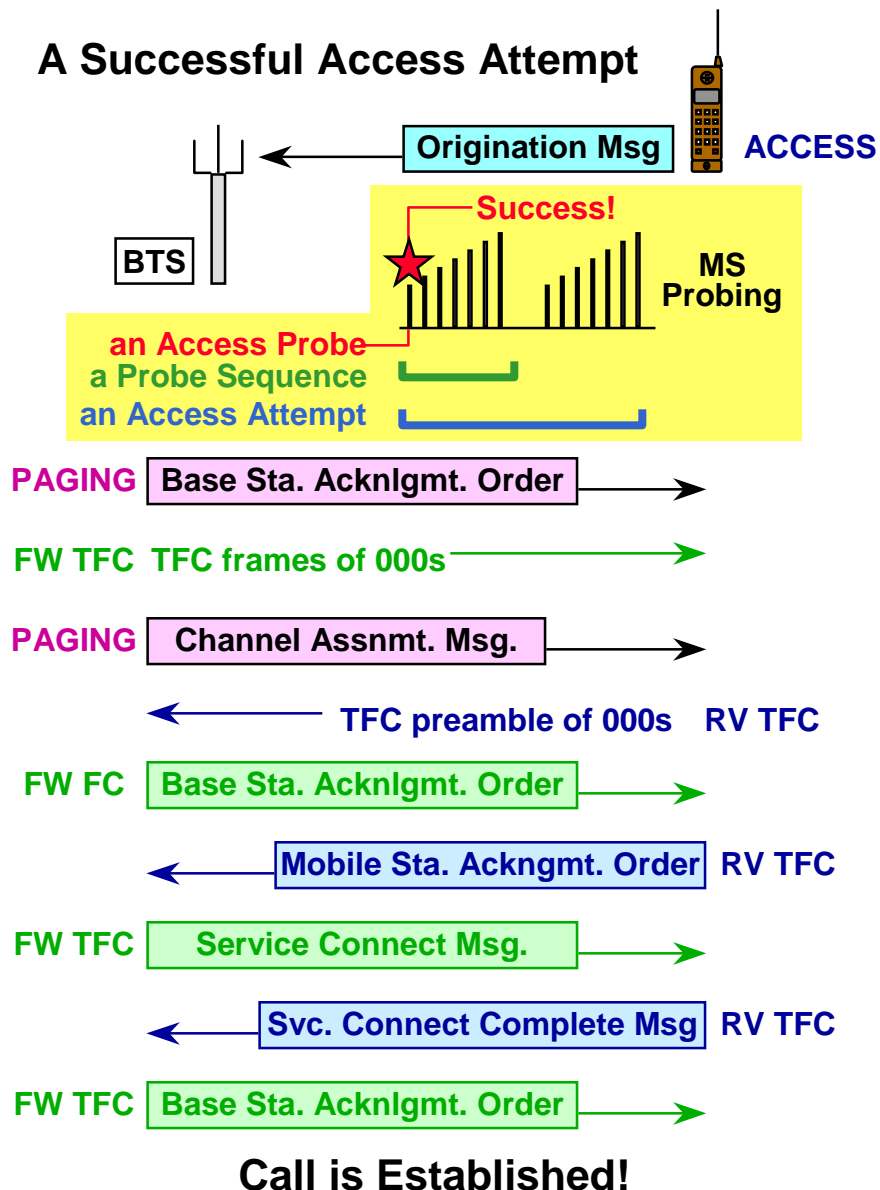 A Successful Access Attempt
Origination Msg
ACCESS
Success!
BTS
MS
Probing
an Access Probe
a Probe Sequence
an Access Attempt
PAGING Base Sta. Acknlgmt. Order
FW TFC TFC frames of 000s
PAGING Channel Assnmt. Msg.
TFC preamble of 000s RV TFC
FW FC Base Sta. Acknlgmt. Order
Mobile Sta. Ackngmt. Order RV TFC
FW TFC Service Connect Msg.
Svc. Connect Complete Msg RV TFC
FW TFC Base Sta. Acknlgmt. Order
Call is Established!